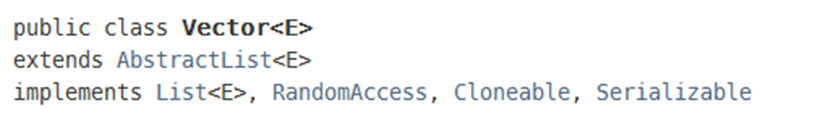 public class Vector<E>
extends AbstractList<E>
implements List<E>, RandomAccess, Cloneable, Serializable